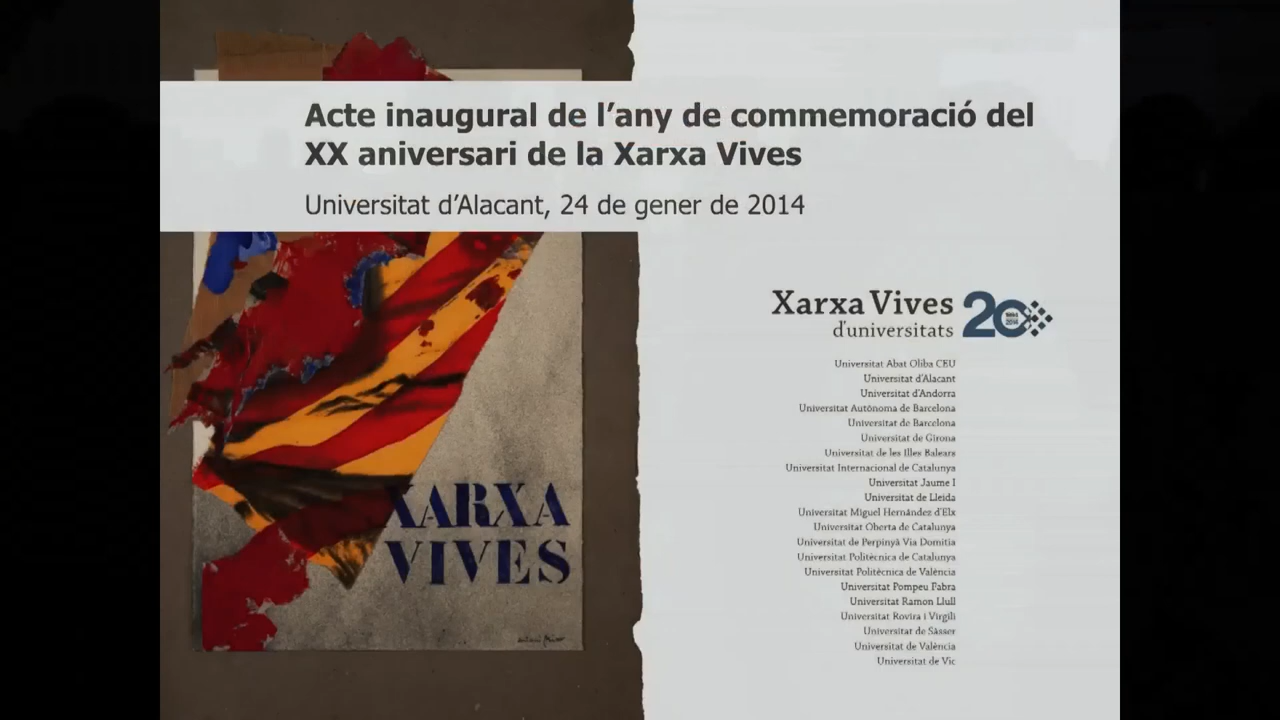 Acte inaugural de l’any de commemoració del
XX aniversari de la Xarxa Vives
Universitat d’Alacant, 24 de gener de 2014
Xarxa Vives
d'universitats
20
1994
2014
Universitat Abat Oliba CEU
Universitat d'Alacant
Universitat d'Andorra
Universitat Autònoma de Barcelona
Universitat de Barcelona
Universitat de Girona
Universitat de les Illes Balears
Universitat Internacional de Catalunya
Universitat Jaume I
Universitat de Lleida
Universitat Miguel Hernández d'Elx
Universitat Oberta de Catalunya
Universitat de Perpinyà Via Domitia
Universitat Politècnica de Catalunya
Universitat Politècnica de València
Universitat Pompeu Fabra
Universitat Ramon Llull
Universitat Rovira i Virgili
Universitat de Sàsser
Universitat de València
Universitat de Vic
XARXA
VIVES